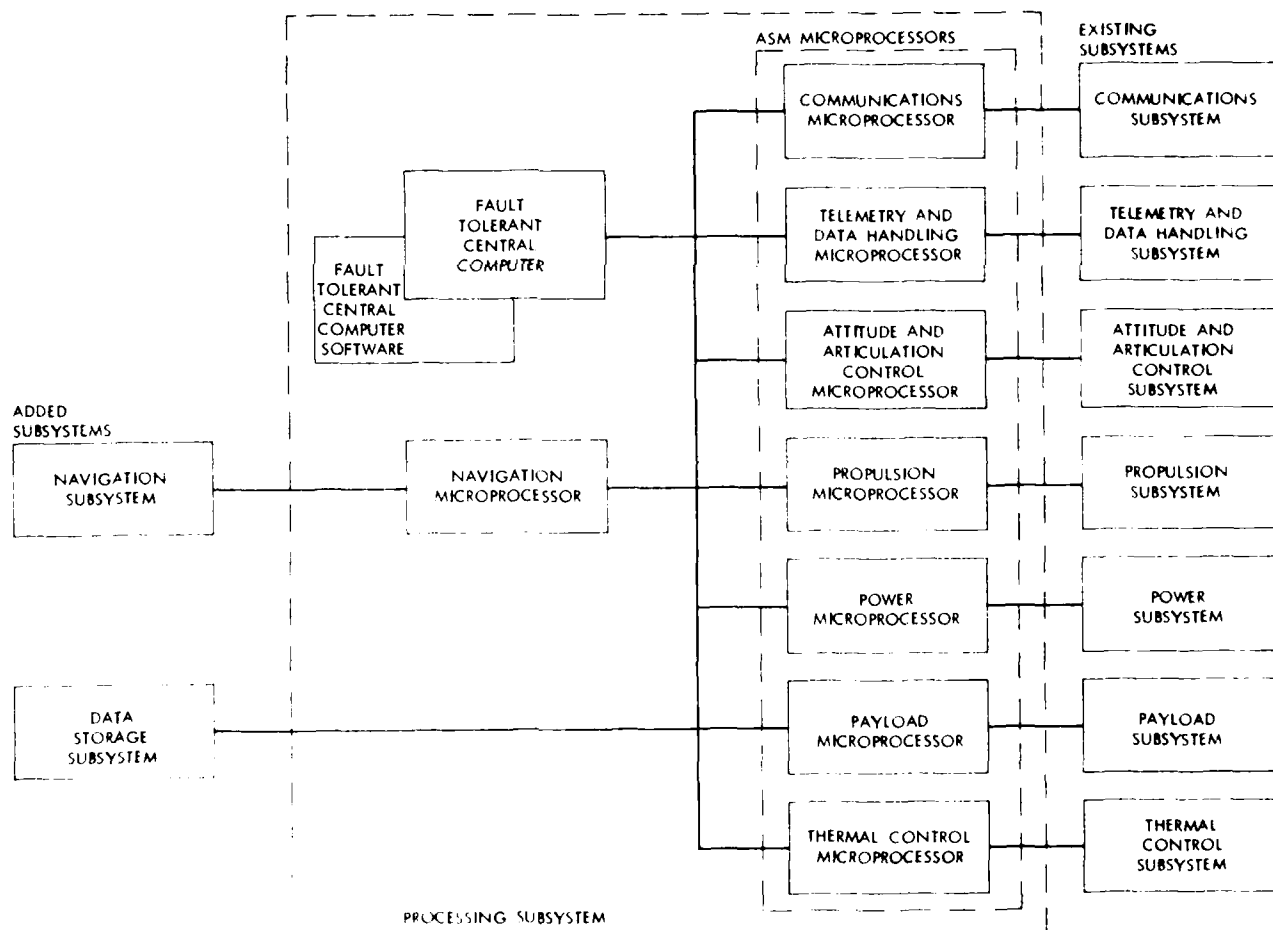 ASM MICROPROCESSORS
EXISTING
SUBSYSTEMS
COMMUNICATIONS
MICROPROCESSOR
COMMUNICATIONS
SUBSYSTEM
FAULT
TOLERANT
CENTRAL
COMPUTER
TELEMETRY AND
DATA HANDLING
MICROPROCESSOR
TELEMETRY AND
DATA HANDLING
SUBSYSTEM
FAULT
TOLERANT
CENTRAL
COMPUTER
SOFTWARE
ATTITUDE AND
ARTICULATION
CONTROL
MICROPROCESSOR
ATTITUDE AND
ARTICULATION
CONTROL
SUBSYSTEM
ADDED
SUBSYSTEMS
NAVIGATION
SUBSYSTEM
NAVIGATION
MICROPROCESSOR
PROPULSION
MICROPROCESSOR
PROPULSION
SUBSYSTEM
POWER
MICROPROCESSOR
POWER
SUBSYSTEM
DATA
STORAGE
SUBSYSTEM
PAYLOAD
MICROPROCESSOR
PAYLOAD
SUBSYSTEM
THERMAL CONTROL
MICROPROCESSOR
THERMAL
CONTROL
SUBSYSTEM
PROCESSING SUBSYSTEM